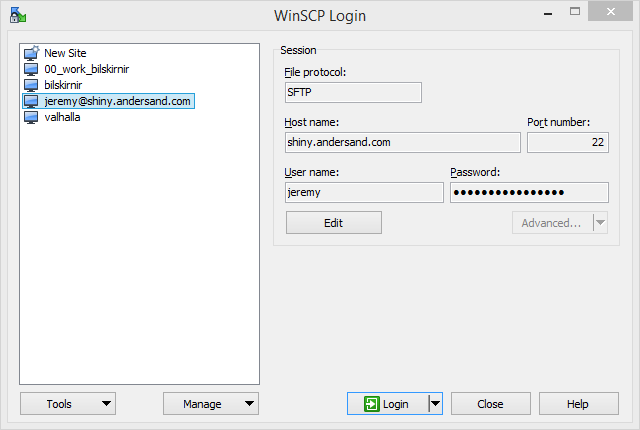 WinSCP Login
New Site
00_work_bilskirnir
bilskirnir
jeremy@shiny.andersand.com
valhalla
Session
File protocol:
SFTP
Host name:
Port number:
shiny.andersand.com
22
User name:
Password:
jeremy
••••••••••••••••
Edit
Advanced...
Tools
Manage
Login
Close
Help